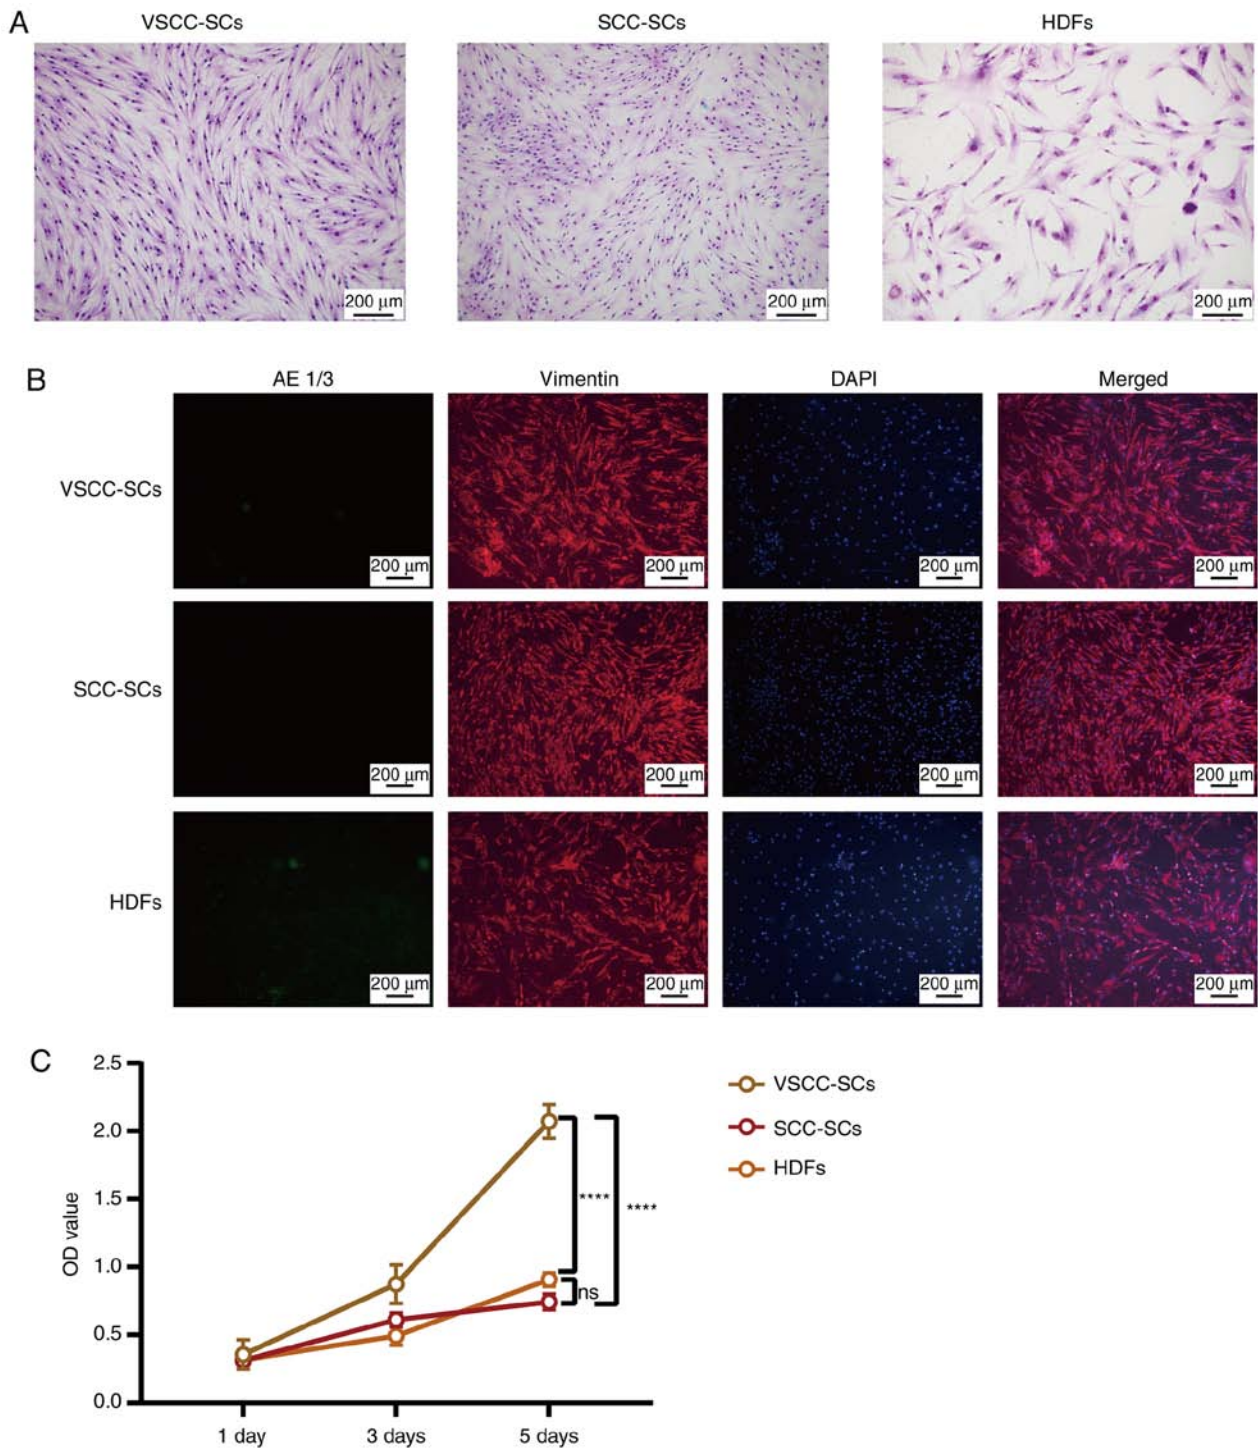 A
VSCC-SCs
SCC-SCs
HDFs
200 μm
200 μm
200 μm
B
AE 1/3
Vimentin
DAPI
Merged
VSCC-SCs
200 μm
200 μm
200 μm
200 μm
SCC-SCs
200 μm
200 μm
200 μm
200 μm
HDFs
200 μm
200 μm
200 μm
200 μm
C
OD value
2.5
2.0
1.5
1.0
0.5
0.0
1 day
3 days
5 days
****
****
ns
VSCC-SCs
SCC-SCs
HDFs